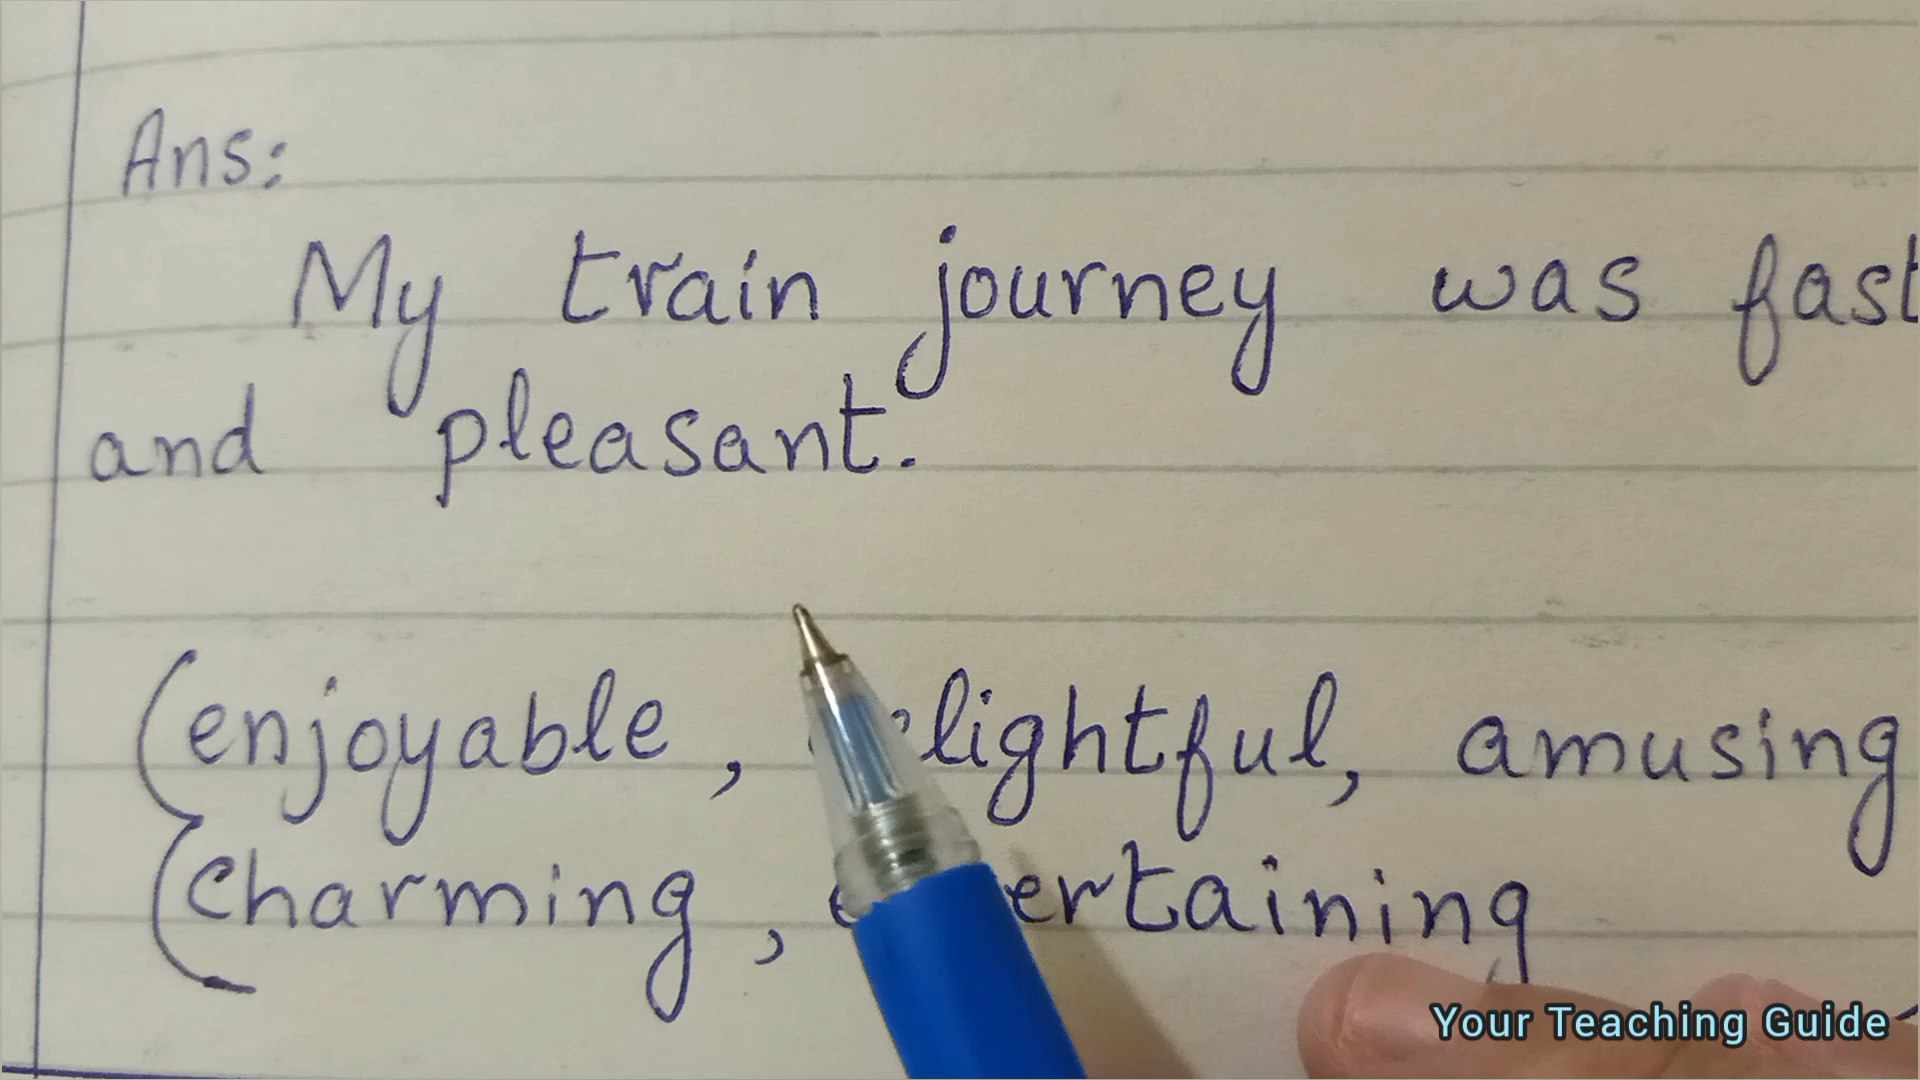 Ans:
My train journey was fast
and pleasant.
(enjoyable, lightful, amusing
(Charming, ertaining
Your Teaching Guide